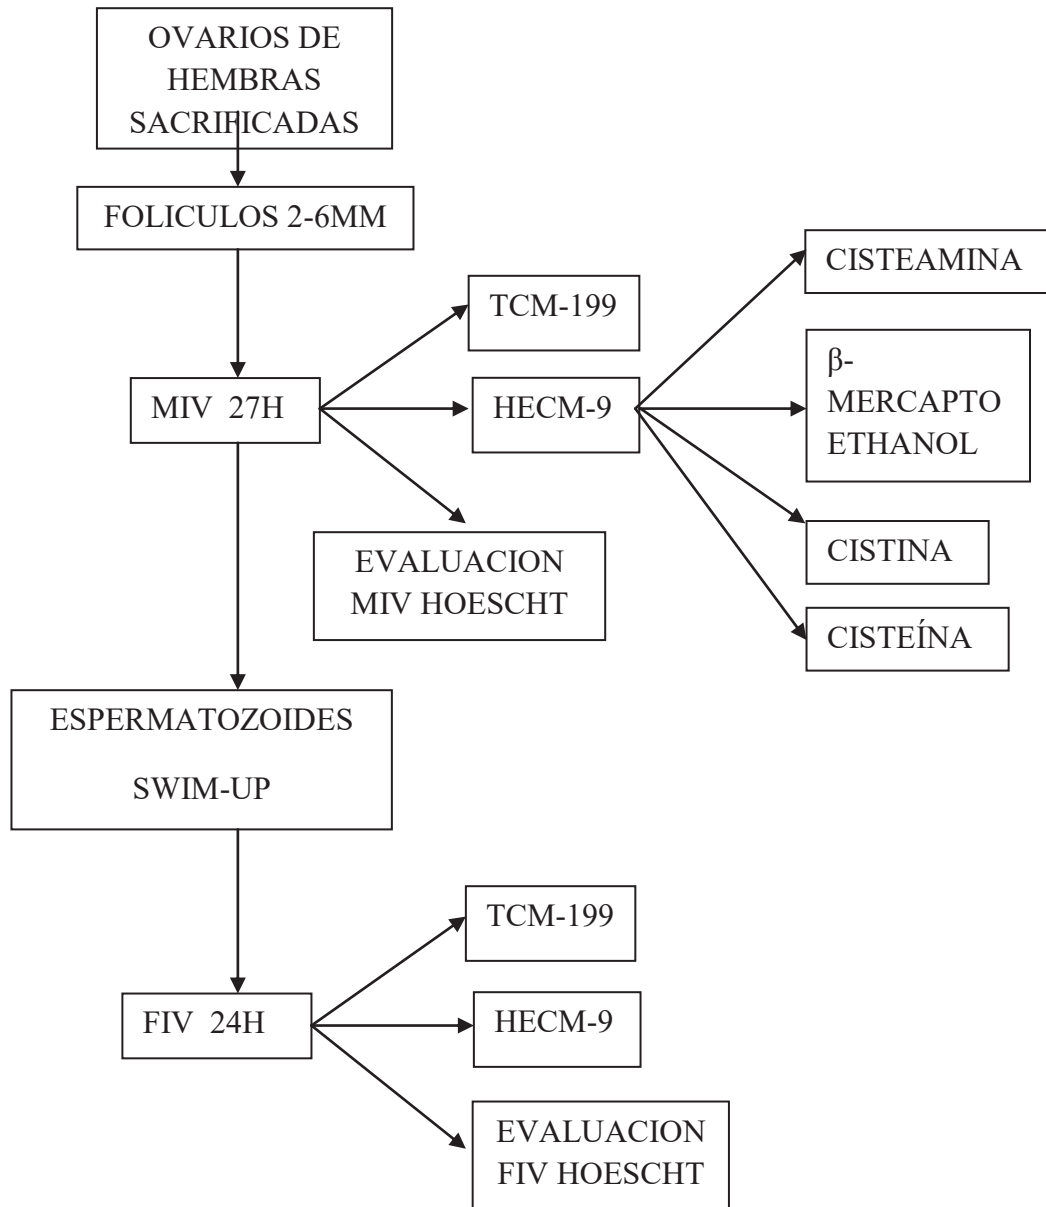 OVARIOS DE
HEMBRAS
SACRIFICADAS
FOLICULOS 2-6MM
CISTEAMINA
TCM-199
β-
MERCAPTO
ETHANOL
MIV 27H
HECM-9
CISTINA
EVALUACION
MIV HOESCHT
CISTEÍNA
ESPERMATOZOIDES
SWIM-UP
TCM-199
FIV 24H
HECM-9
EVALUACION
FIV HOESCHT